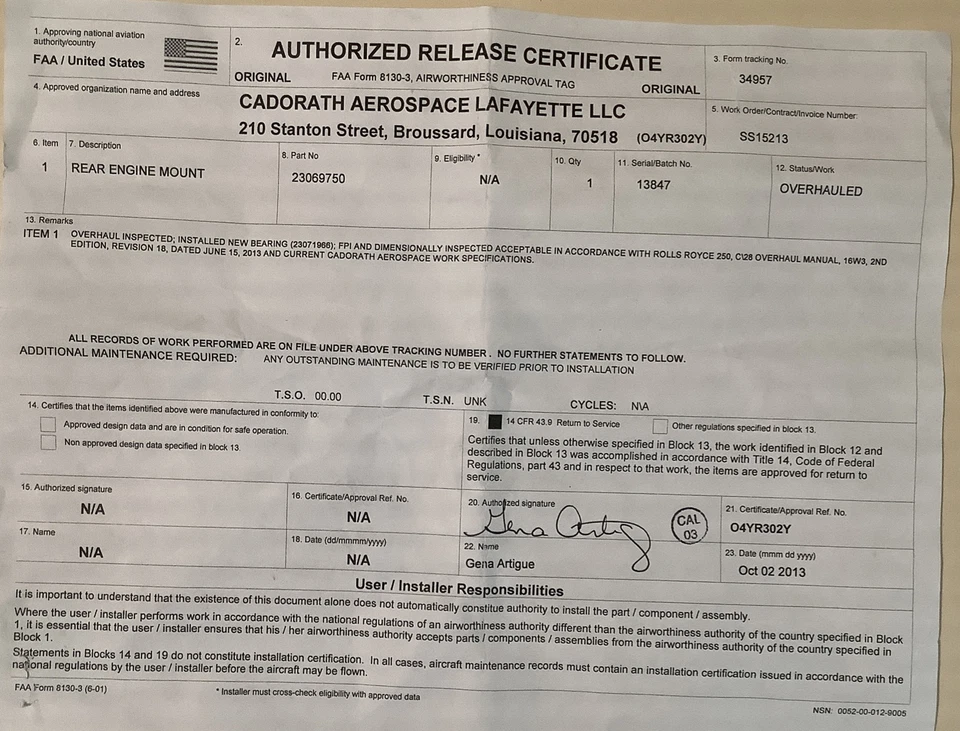 1. Approving national aviation
authority/country
FAA / United States
2.
AUTHORIZED RELEASE CERTIFICATE
ORIGINAL FAA Form 8130-3, AIRWORTHINESS APPROVAL TAG ORIGINAL
3. Form tracking No.
34957
4. Approved organization name and address
CADORATH AEROSPACE LAFAYETTE LLC
210 Stanton Street, Broussard, Louisiana, 70518 (O4YR302Y)
5. Work Order/Contract/Invoice Number:
SS15213
6. Item 7. Description 8. Part No 9. Eligibility * 10. Qty 11. Serial/Batch No. 12. Status/Work
1 REAR ENGINE MOUNT 23069750 N/A 1 13847 OVERHAULED
13. Remarks
ITEM 1 OVERHAUL INSPECTED; INSTALLED NEW BEARING (23071966); FPI AND DIMENSIONALLY INSPECTED ACCEPTABLE IN ACCORDANCE WITH ROLLS ROYCE 250, C\28 OVERHAUL MANUAL, 16W3, 2ND
EDITION, REVISION 18, DATED JUNE 15, 2013 AND CURRENT CADORATH AEROSPACE WORK SPECIFICATIONS.
ALL RECORDS OF WORK PERFORMED ARE ON FILE UNDER ABOVE TRACKING NUMBER . NO FURTHER STATEMENTS TO FOLLOW.
ADDITIONAL MAINTENANCE REQUIRED: ANY OUTSTANDING MAINTENANCE IS TO BE VERIFIED PRIOR TO INSTALLATION
T.S.O. 00.00 T.S.N. UNK CYCLES: N\A
14. Certifies that the items identified above were manufactured in conformity to:
Approved design data and are in condition for safe operation.
Non approved design data specified in block 13.
19. 14 CFR 43.9 Return to Service Other regulations specified in block 13.
Certifies that unless otherwise specified in Block 13, the work identified in Block 12 and
described in Block 13 was accomplished in accordance with Title 14, Code of Federal
Regulations, part 43 and in respect to that work, the items are approved for return to
service.
15. Authorized signature
N/A
16. Certificate/Approval Ref. No.
N/A
20. Authorized signature
Gena Artigue
CAL
03
21. Certificate/Approval Ref. No.
O4YR302Y
17. Name
N/A
18. Date (dd/mmmm/yyyy)
N/A
22. Name
Gena Artigue
23. Date (mmm dd yyyy)
Oct 02 2013
User / Installer Responsibilities
It is important to understand that the existence of this document alone does not automatically constitute authority to install the part / component / assembly.
Where the user / installer performs work in accordance with the national regulations of an airworthiness authority different than the airworthiness authority of the country specified in Block
1, it is essential that the user / installer ensures that his / her airworthiness authority accepts parts / components / assemblies from the airworthiness authority of the country specified in
Block 1.
Statements in Blocks 14 and 19 do not constitute installation certification. In all cases, aircraft maintenance records must contain an installation certification issued in accordance with the
national regulations by the user / installer before the aircraft may be flown.
FAA Form 8130-3 (6-01) * Installer must cross-check eligibility with approved data
NSN: 0052-00-012-9005